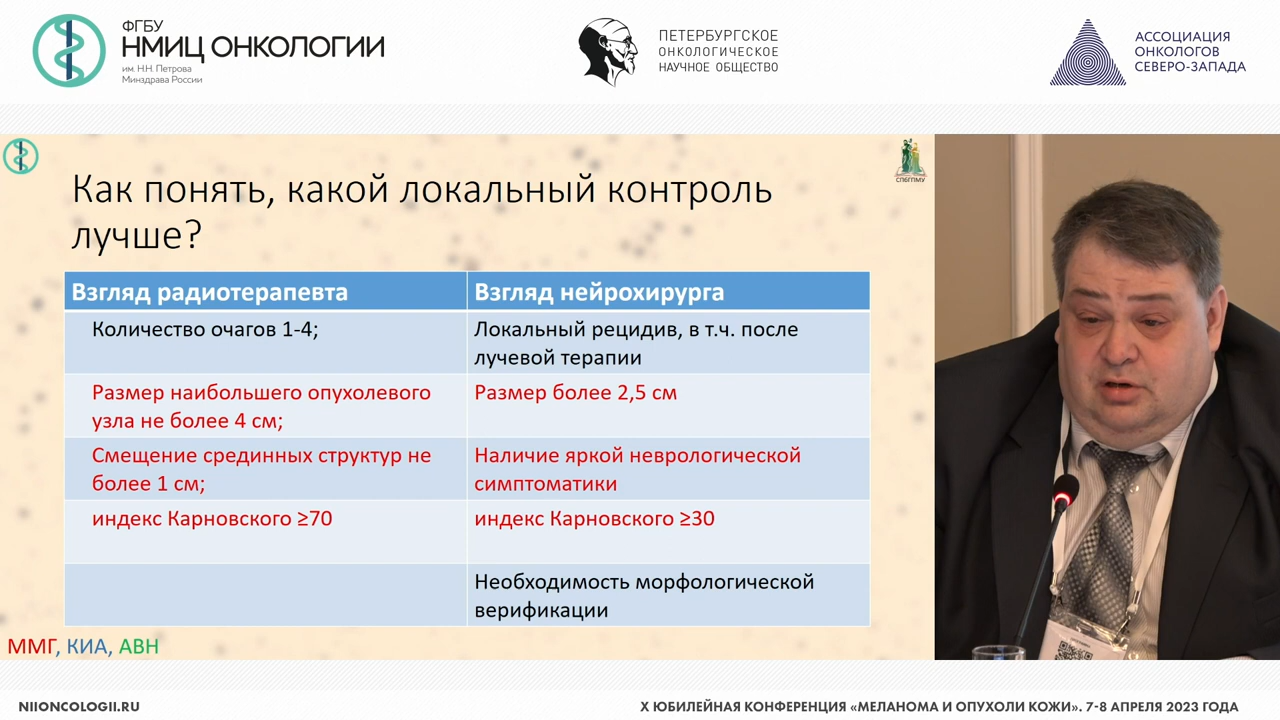 ФГБУ
НМИЦ ОНКОЛОГИИ
им. Н.Н. Петрова
Минздрава России
ПЕТЕРБУРГСКОЕ
ОНКОЛОГИЧЕСКОЕ
НАУЧНОЕ ОБЩЕСТВО
АССОЦИАЦИЯ
ОНКОЛОГОВ
СЕВЕРО-ЗАПАДА
СПбГПМУ
Как понять, какой локальный контроль
лучше?
Взгляд радиотерапевта
Взгляд нейрохирурга
Количество очагов 1-4;
Локальный рецидив, в т.ч. после
лучевой терапии
Размер наибольшего опухолевого
узла не более 4 см;
Размер более 2,5 см
Смещение срединных структур не
более 1 см;
Наличие яркой неврологической
симптоматики
индекс Карновского ≥70
индекс Карновского ≥30
Необходимость морфологической
верификации
ММГ, КИА, АВН
NIIONCOLOGII.RU
X ЮБИЛЕЙНАЯ КОНФЕРЕНЦИЯ «МЕЛАНОМА И ОПУХОЛИ КОЖИ». 7-8 АПРЕЛЯ 2023 ГОДА